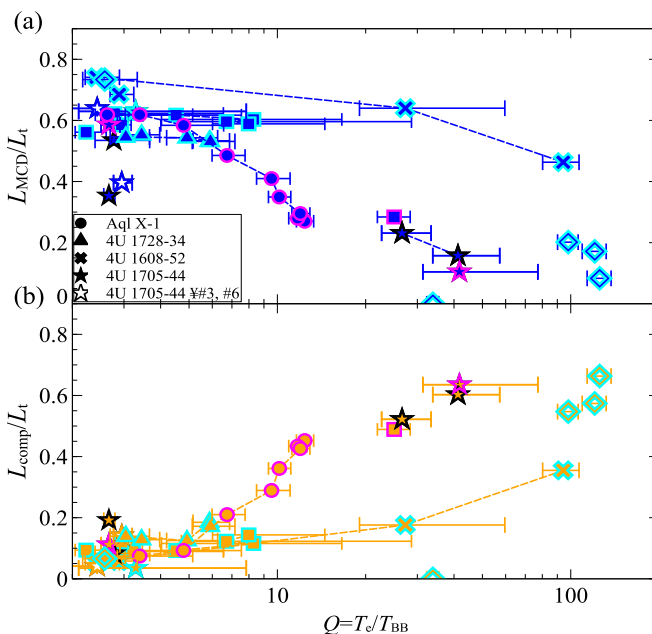 (a)
0.8
0.6
0.4
0.2
0
L_MCD/L_t
Aql X-1
4U 1728-34
4U 1608-52
4U 1705-44
4U 1705-44 ¥#3, #6
(b)
0.8
0.6
0.4
0.2
0
L_comp/L_t
10
100
Q=T_e/T_BB